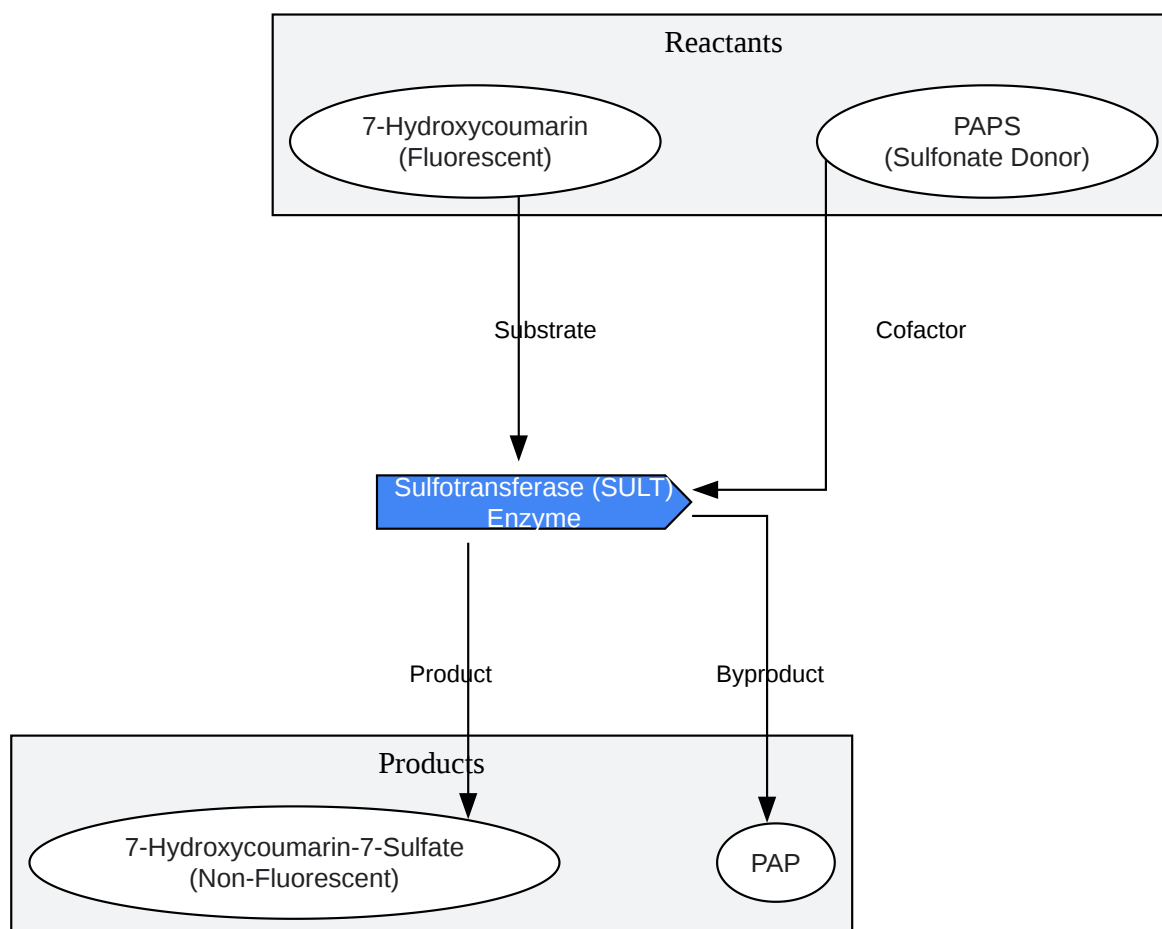 Reactants
7-Hydroxycoumarin
(Fluorescent)
PAPS
(Sulfonate Donor)
Substrate
Cofactor
Sulfotransferase (SULT)
Enzyme
Product
Byproduct
Products
7-Hydroxycoumarin-7-Sulfate
(Non-Fluorescent)
PAP